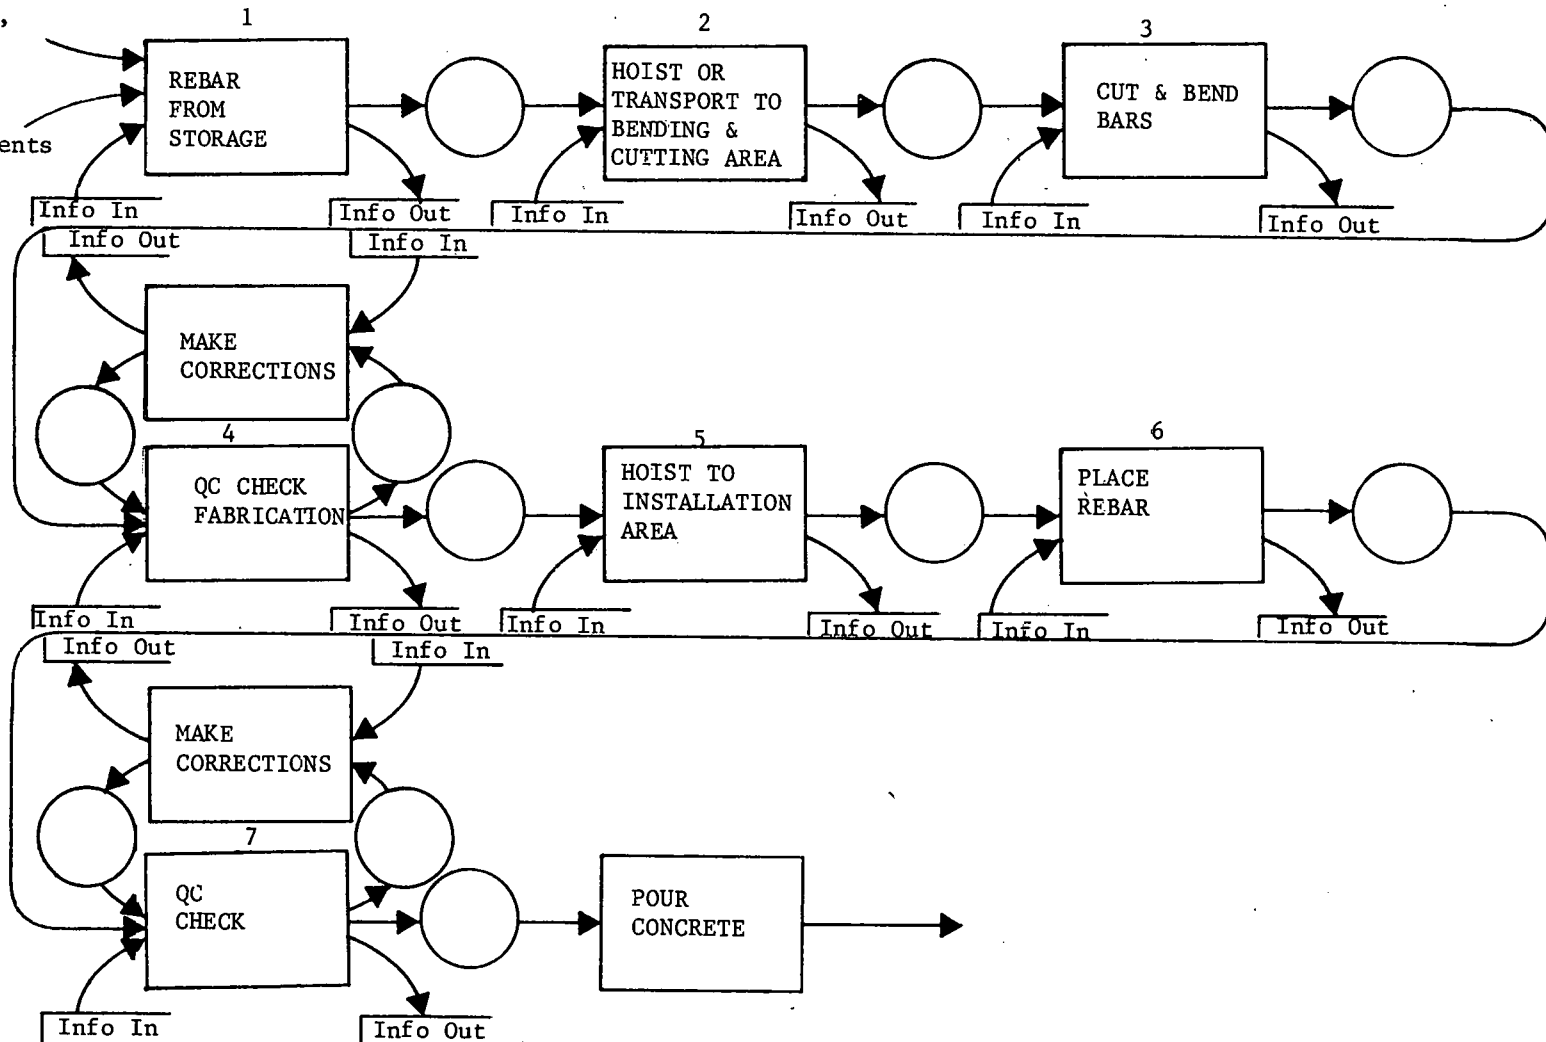 ,
1
2
3
REBAR
FROM
STORAGE
HOIST OR
TRANSPORT TO
BENDING &
CUTTING AREA
CUT & BEND
BARS
ents
Info In
Info Out
Info In
Info Out
Info In
Info Out
Info Out
Info In
MAKE
CORRECTIONS
4
5
6
QC CHECK
FABRICATION
HOIST TO
INSTALLATION
AREA
PLACE
REBAR
Info In
Info Out
Info In
Info Out
Info In
Info Out
Info Out
Info In
MAKE
CORRECTIONS
7
QC
CHECK
POUR
CONCRETE
Info In
Info Out